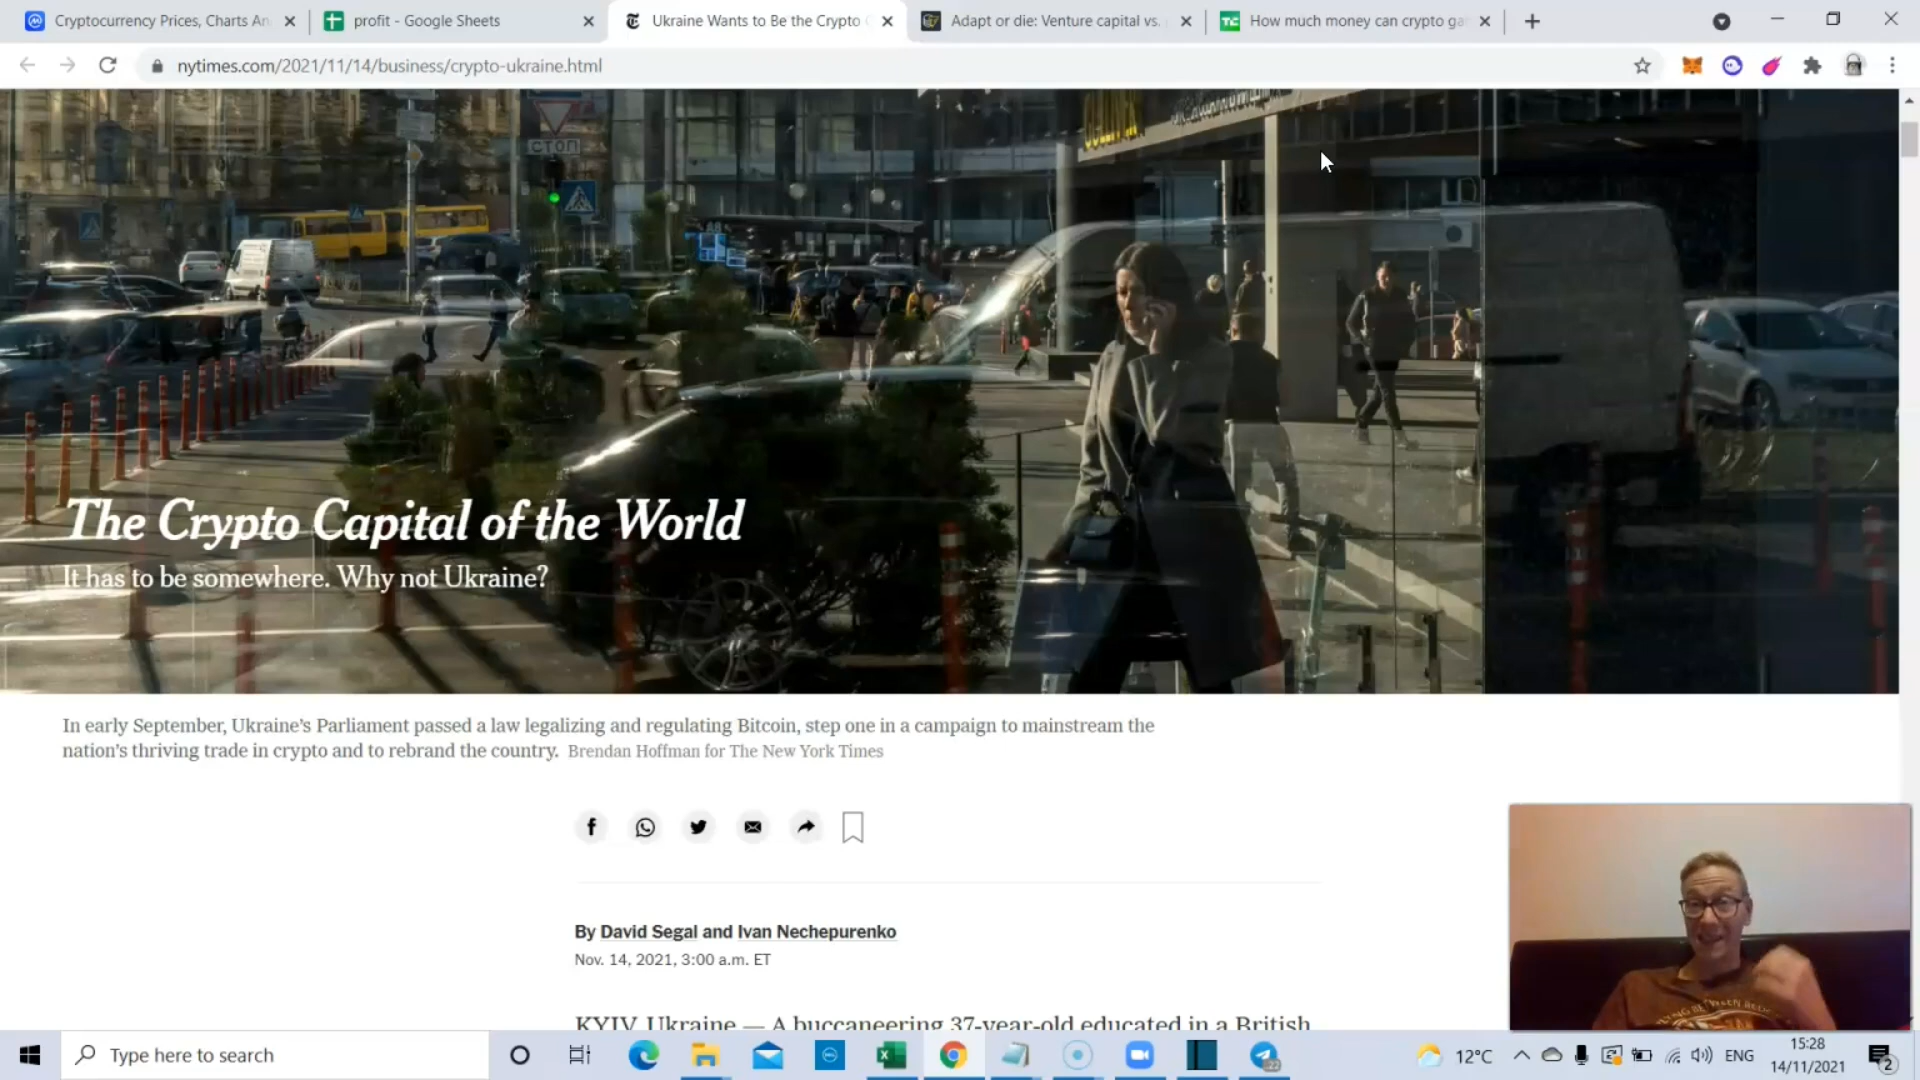 Cryptocurrency Prices, Charts An
profit - Google Sheets
Ukraine Wants to Be the Crypto
Adapt or die: Venture capital vs.
How much money can crypto ga
nytimes.com/2021/11/14/business/crypto-ukraine.html
СТОП
The Crypto Capital of the World
It has to be somewhere. Why not Ukraine?
In early September, Ukraine’s Parliament passed a law legalizing and regulating Bitcoin, step one in a campaign to mainstream the
nation’s thriving trade in crypto and to rebrand the country. Brendan Hoffman for The New York Times
By David Segal and Ivan Nechepurenko
Nov. 14, 2021, 3:00 a.m. ET
KYIV, Ukraine — A buccaneering 37-year-old educated in a British
Type here to search
12°C
ENG
15:28
14/11/2021
2